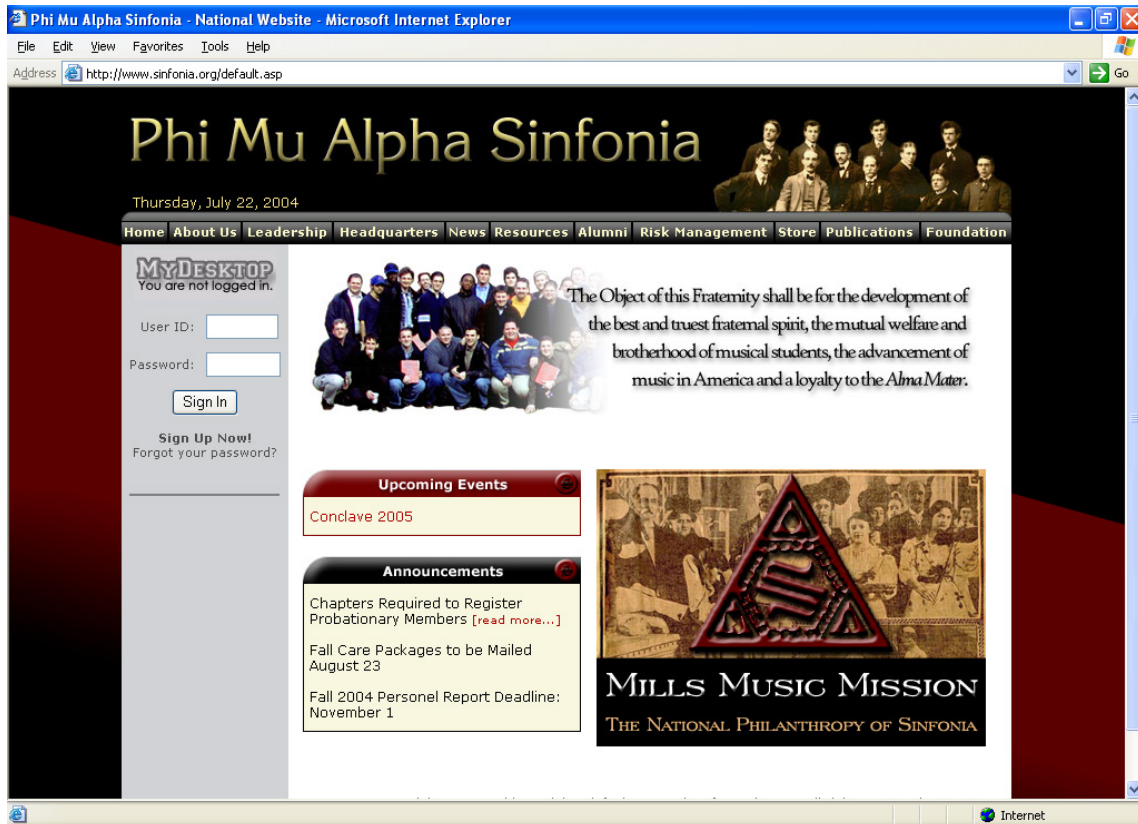 Phi Mu Alpha Sinfonia - National Website - Microsoft Internet Explorer
File Edit View Favorites Tools Help
Address http://www.sinfonia.org/default.asp Go
Phi Mu Alpha Sinfonia
Thursday, July 22, 2004
Home About Us Leadership Headquarters News Resources Alumni Risk Management Store Publications Foundation
MyDesktop
You are not logged in.
User ID:
Password:
Sign In
Sign Up Now!
Forgot your password?
The Object of this Fraternity shall be for the development of
the best and truest fraternal spirit, the mutual welfare and
brotherhood of musical students, the advancement of
music in America and a loyalty to the Alma Mater.
Upcoming Events
Conclave 2005
Announcements
Chapters Required to Register
Probationary Members [read more...]
Fall Care Packages to be Mailed
August 23
Fall 2004 Personel Report Deadline:
November 1
Mills Music Mission
The National Philanthropy of Sinfonia
Internet